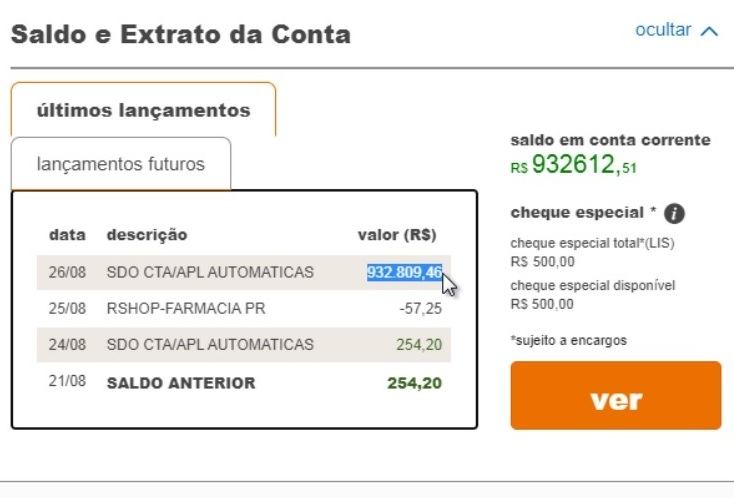 Saldo e Extrato da Conta
ocultar
últimos lançamentos
lançamentos futuros
data descrição valor (R$)
26/08 SDO CTA/APL AUTOMATICAS 932.809,46
25/08 RSHOP-FARMACIA PR -57,25
24/08 SDO CTA/APL AUTOMATICAS 254,20
21/08 SALDO ANTERIOR 254,20
saldo em conta corrente
R$ 932612,51
cheque especial * i
cheque especial total*(LIS)
R$ 500,00
cheque especial disponível
R$ 500,00
*sujeito a encargos
ver